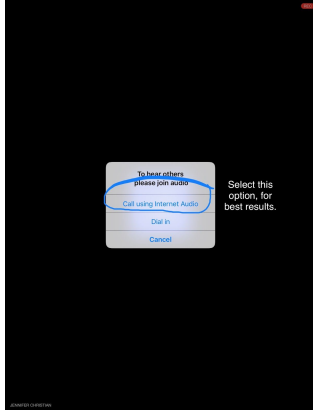 To hear others
please join audio
Call using Internet Audio
Dial in
Cancel
Select this
option, for
best results.
JENNIFER CHRISTIAN